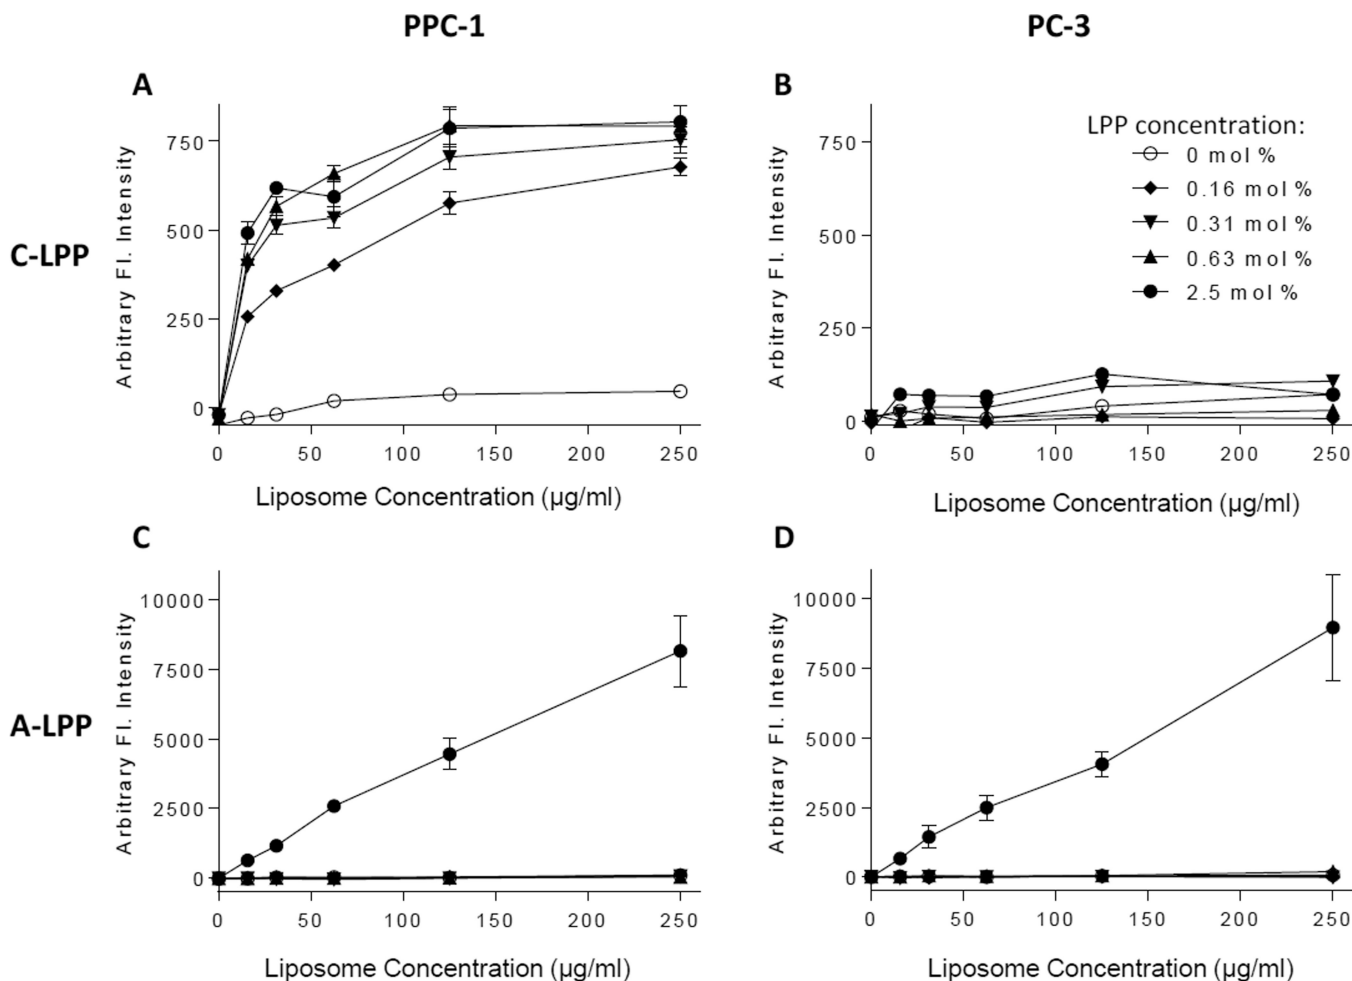 PPC-1
PC-3
C-LPP
A
Arbitrary Fl. Intensity
750
500
250
0
0 50 100 150 200 250
Liposome Concentration (µg/ml)
B
Arbitrary Fl. Intensity
750
500
250
0
0 50 100 150 200 250
Liposome Concentration (µg/ml)
LPP concentration:
0 mol %
0.16 mol %
0.31 mol %
0.63 mol %
2.5 mol %
A-LPP
C
Arbitrary Fl. Intensity
10000
7500
5000
2500
0
0 50 100 150 200 250
Liposome Concentration (µg/ml)
D
Arbitrary Fl. Intensity
10000
7500
5000
2500
0
0 50 100 150 200 250
Liposome Concentration (µg/ml)